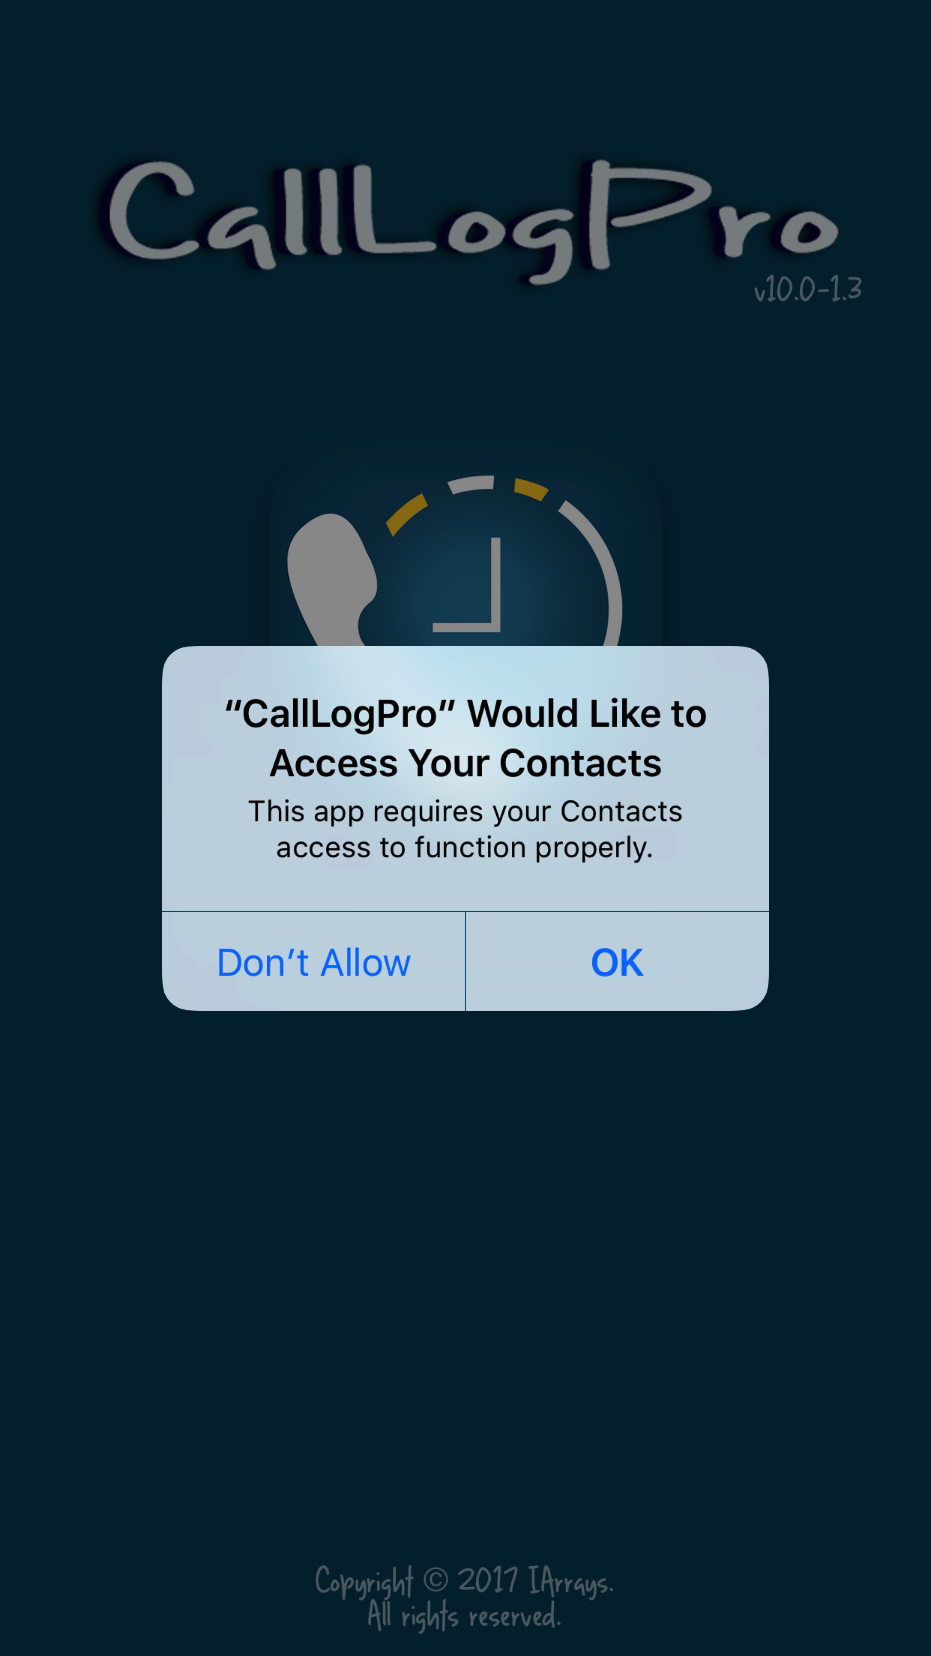 CallLogPro
v10.0-1.3
“CallLogPro” Would Like to
Access Your Contacts
This app requires your Contacts
access to function properly.
Don’t Allow
OK
Copyright © 2017 IArrays.
All rights reserved.